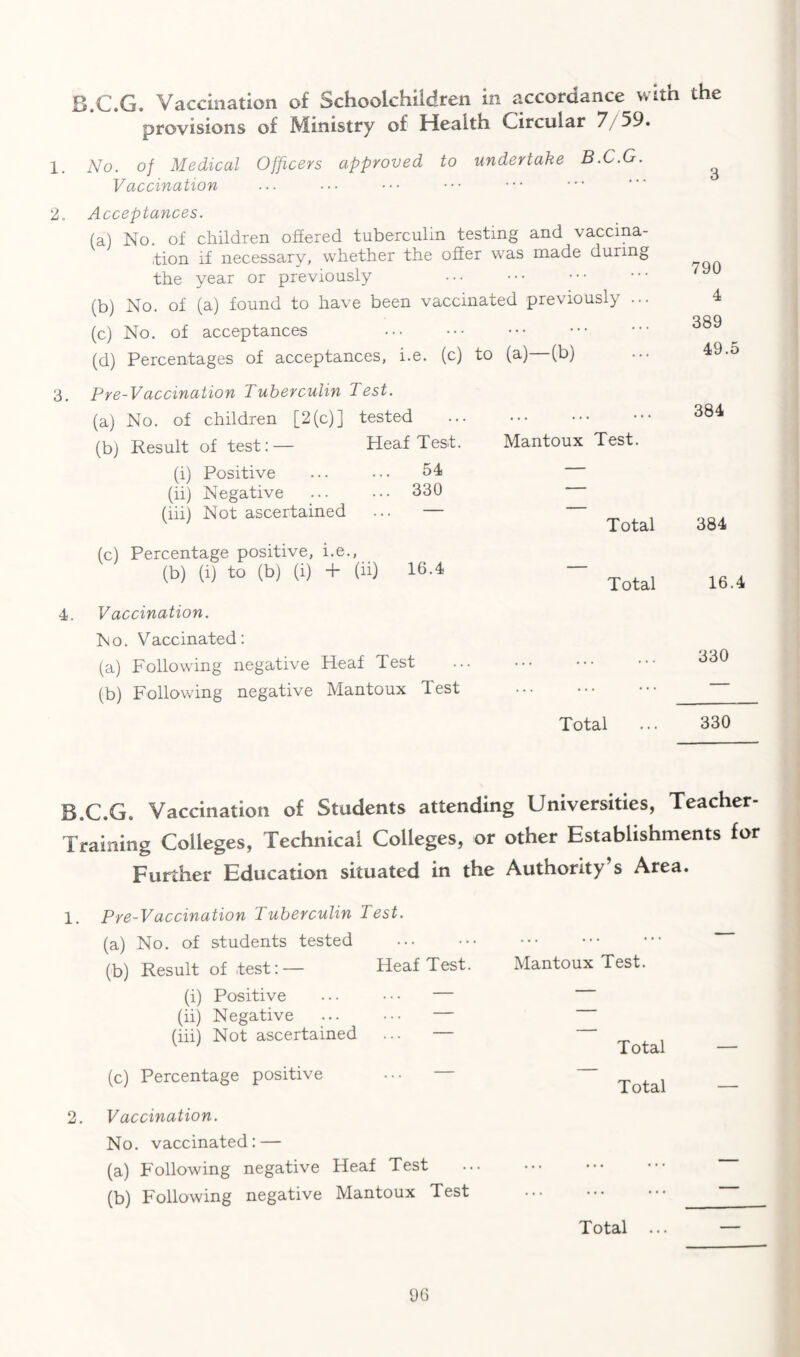 B.C.G. Vaccination of Schoolchildren in accordance with the
provisions of Ministry of Health Circular 7/59.
1. No. of Medical Officers approved to undertake B.C.G.
Vaccination ... ... ... ... ... ... ... 3
2. Acceptances.
(a) No. of children offered tuberculin testing and vaccina-
tion if necessary, whether the offer was made during
the year or previously ... ... ... ... 790
(b) No. of (a) found to have been vaccinated previously ... 4
(c) No. of acceptances ... ... ... ... ... 389
(d) Percentages of acceptances, i.e. (c) to (a)—(b) ... 49.5
3. Pre-Vaccination Tuberculin Test.
(a) No. of children [2(c)] tested ... ... ... ... ... 384
(b) Result of test: — Heaf Test. Mantoux Test.
(i) Positive ... ... 54 —
(ii) Negative ... ... 330 —
(iii) Not ascertained ... — —
Total 384
(c) Percentage positive, i.e.,
(b) (i) to (b) (i) + (ii) 16.4 —
Total 16.4
4. Vaccination.
No. Vaccinated:
(a) Following negative Heaf Test ... ... ... ... 330
(b) Following negative Mantoux Test ... ... ... —
Total ... 330
B.C.G. Vaccination of Students attending Universities, Teacher-
Training Colleges, Technical Colleges, or other Establishments for
Further Education situated in the Authority's Area.
1. Pre-Vaccination Tuberculin Test.
(a) No. of students tested ... ... ... ... ... —
(b) Result of test: — Heaf Test. Mantoux Test.
(i) Positive ... ... — —
(ii) Negative ... ... — —
(iii) Not ascertained ... — —
Total —
(c) Percentage positive ... — —
Total —
2. Vaccination.
No. vaccinated: —
(a) Following negative Heaf Test ... ... ... ... —
(b) Following negative Mantoux Test ... ... ... —
Total ... —
96